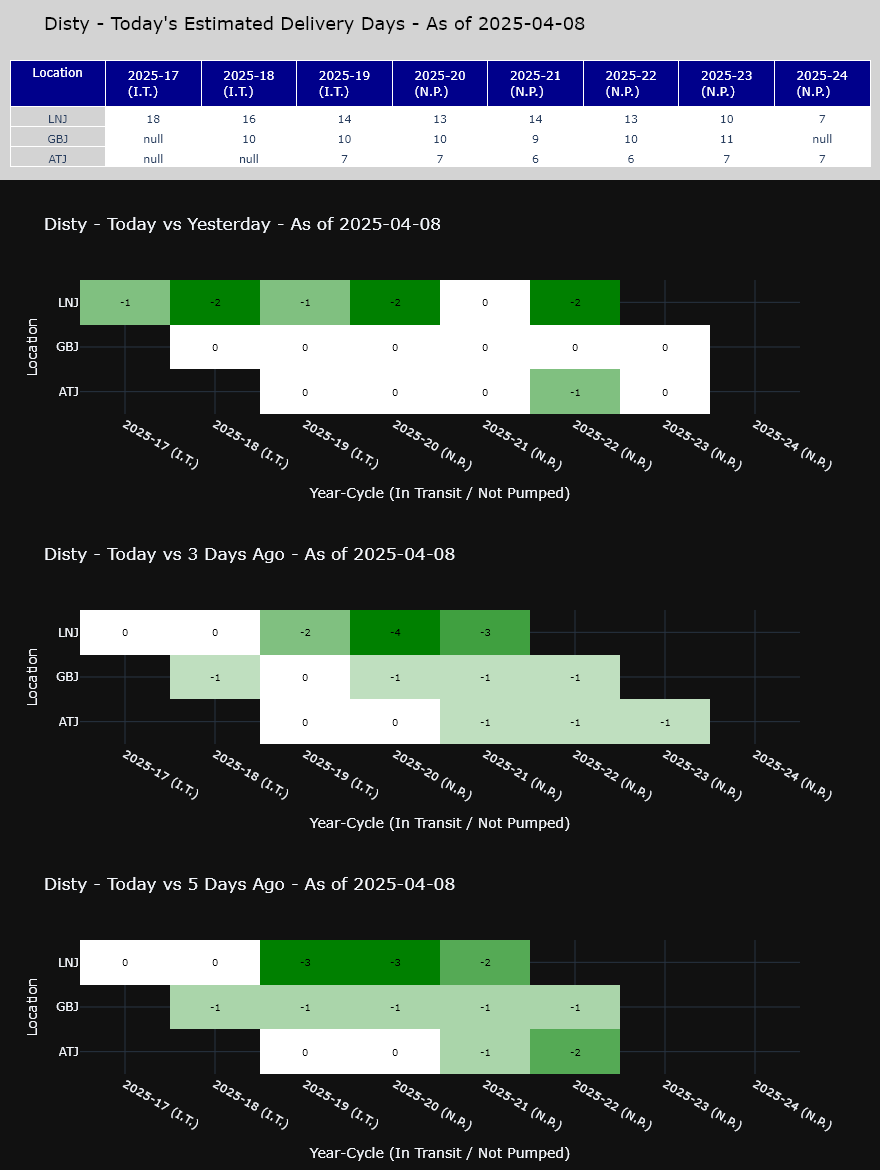 Disty - Today's Estimated Delivery Days - As of 2025-04-08
Location 2025-17 (I.T.) 2025-18 (I.T.) 2025-19 (I.T.) 2025-20 (N.P.) 2025-21 (N.P.) 2025-22 (N.P.) 2025-23 (N.P.) 2025-24 (N.P.)
LNJ 18 16 14 13 14 13 10 7
GBJ null 10 10 10 9 10 11 null
ATJ null null 7 7 6 6 7 7
Disty - Today vs Yesterday - As of 2025-04-08
Location
LNJ -1 -2 -1 -2 0 -2
GBJ 0 0 0 0 0 0
ATJ 0 0 0 -1 0
2025-17 (I.T.) 2025-18 (I.T.) 2025-19 (I.T.) 2025-20 (N.P.) 2025-21 (N.P.) 2025-22 (N.P.) 2025-23 (N.P.) 2025-24 (N.P.)
Year-Cycle (In Transit / Not Pumped)
Disty - Today vs 3 Days Ago - As of 2025-04-08
Location
LNJ 0 0 -2 -4 -3
GBJ -1 0 -1 -1 -1
ATJ 0 0 -1 -1 -1
2025-17 (I.T.) 2025-18 (I.T.) 2025-19 (I.T.) 2025-20 (N.P.) 2025-21 (N.P.) 2025-22 (N.P.) 2025-23 (N.P.) 2025-24 (N.P.)
Year-Cycle (In Transit / Not Pumped)
Disty - Today vs 5 Days Ago - As of 2025-04-08
Location
LNJ 0 0 -3 -3 -2
GBJ -1 -1 -1 -1 -1
ATJ 0 0 -1 -2
2025-17 (I.T.) 2025-18 (I.T.) 2025-19 (I.T.) 2025-20 (N.P.) 2025-21 (N.P.) 2025-22 (N.P.) 2025-23 (N.P.) 2025-24 (N.P.)
Year-Cycle (In Transit / Not Pumped)